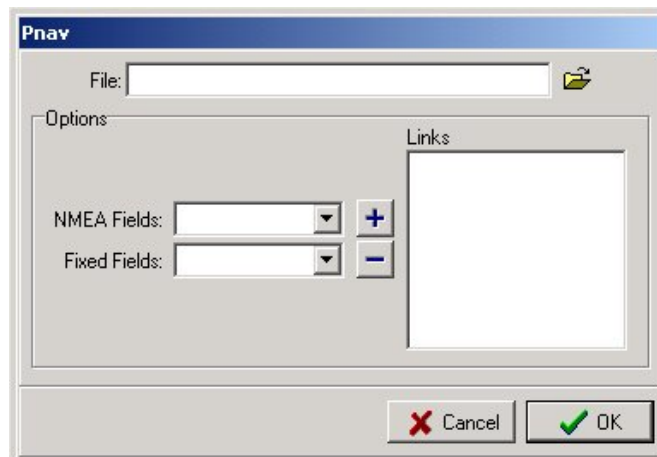 Pnav
File:
Options
Links
NMEA Fields:
Fixed Fields:
Cancel
OK